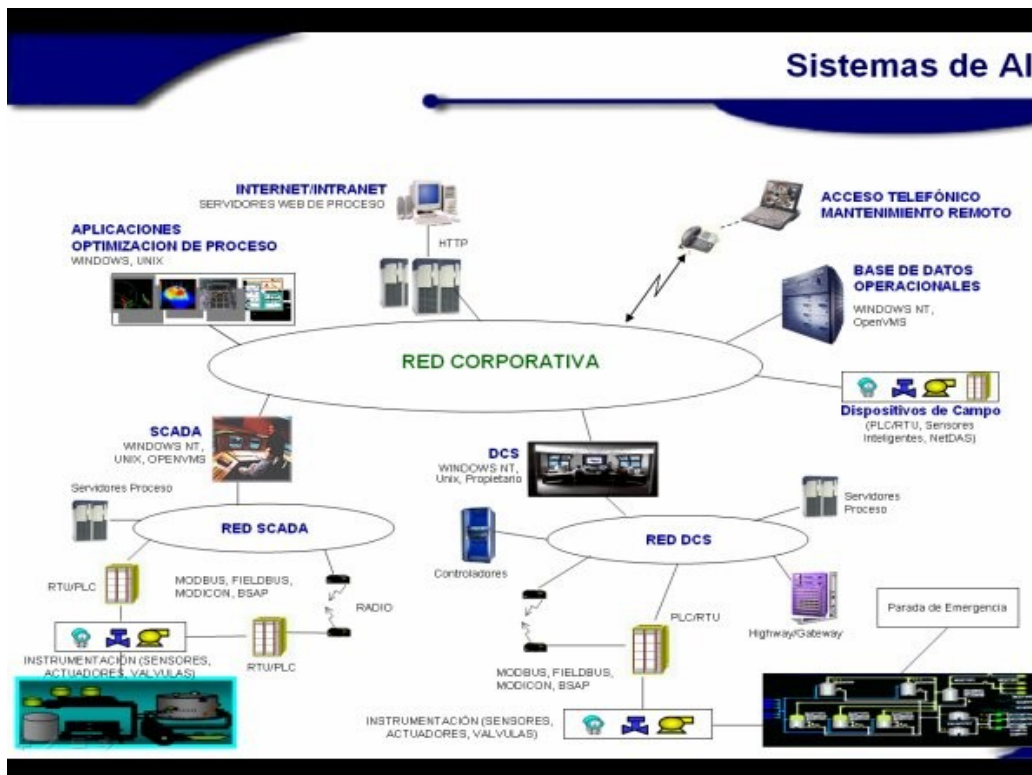 Sistemas de Al
INTERNET/INTRANET
SERVIDORES WEB DE PROCESO
HTTP
ACCESO TELEFÓNICO
MANTENIMIENTO REMOTO
APLICACIONES
OPTIMIZACION DE PROCESO
WINDOWS, UNIX
BASE DE DATOS
OPERACIONALES
WINDOWS NT,
OpenVMS
RED CORPORATIVA
Dispositivos de Campo
(PLC/RTU, Sensores
Inteligentes, NetDAS)
SCADA
WINDOWS NT,
UNIX, OPENVMS
DCS
WINDOWS NT,
Unix, Propietario
Servidores Proceso
RED SCADA
Servidores
Proceso
RED DCS
Controladores
RTU/PLC
MODBUS, FIELDBUS,
MODICON, BSAP
RADIO
RTU/PLC
INSTRUMENTACIÓN (SENSORES,
ACTUADORES, VALVULAS)
PLC/RTU
Highway/Gateway
Parada de Emergencia
MODBUS, FIELDBUS,
MODICON, BSAP
INSTRUMENTACIÓN (SENSORES,
ACTUADORES, VALVULAS)